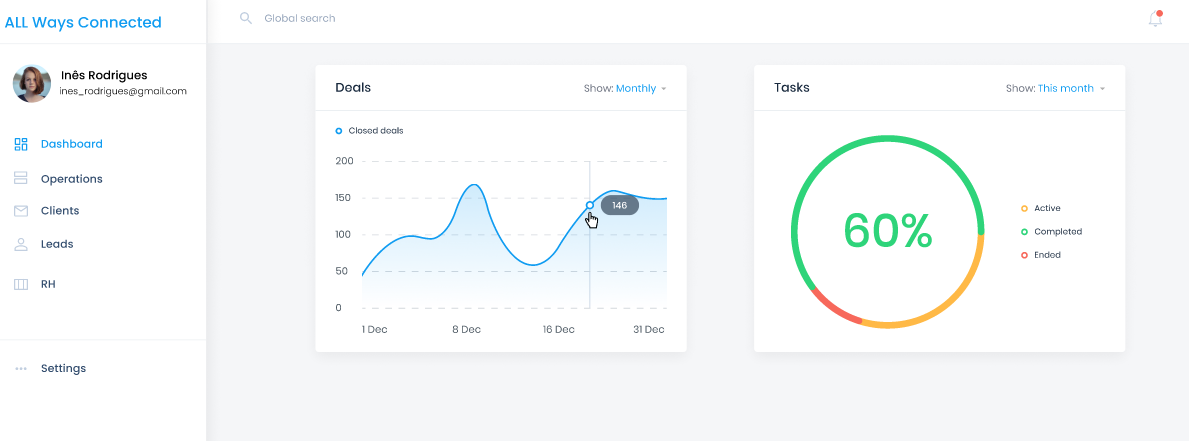 ALL Ways Connected
Global search
Inês Rodrigues
ines_rodrigues@gmail.com
Dashboard
Operations
Clients
Leads
RH
Settings
Deals
Show: Monthly
Closed deals
200
150
100
50
0
146
1 Dec
8 Dec
16 Dec
31 Dec
Tasks
Show: This month
60%
Active
Completed
Ended